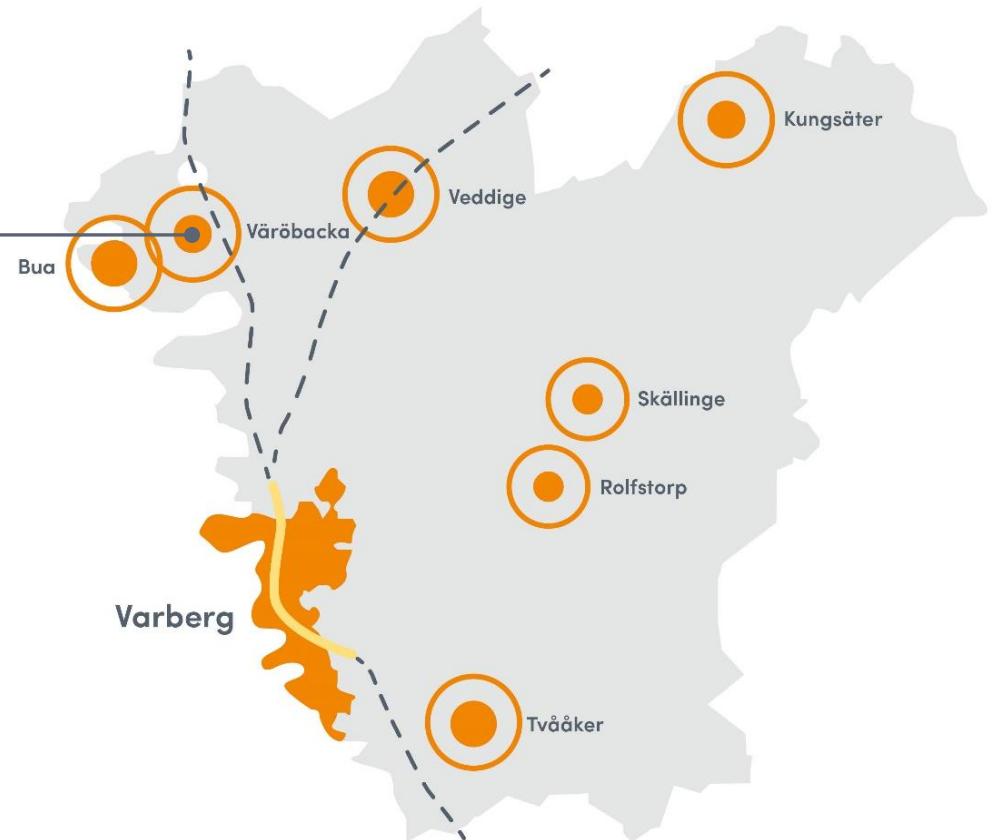 Kungsäter
Veddige
Väröbacka
Bua
Skällinge
Rolfstorp
Varberg
Tvååker